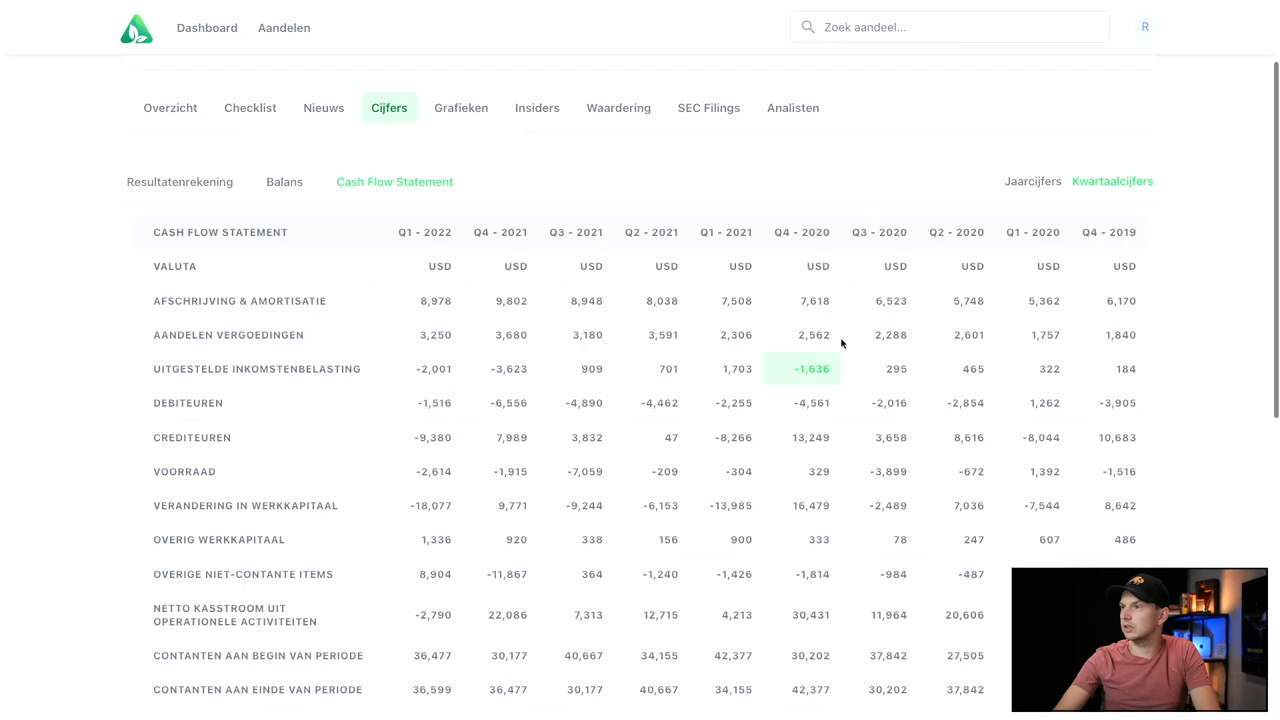 Dashboard Aandelen Zoek aandeel... R
Overzicht Checklist Nieuws Cijfers Grafieken Insiders Waardering SEC Filings Analisten
Resultatenrekening Balans Cash Flow Statement Jaarcijfers Kwartaalcijfers
CASH FLOW STATEMENT Q1 - 2022 Q4 - 2021 Q3 - 2021 Q2 - 2021 Q1 - 2021 Q4 - 2020 Q3 - 2020 Q2 - 2020 Q1 - 2020 Q4 - 2019
VALUTA USD USD USD USD USD USD USD USD USD USD
AFSCHRIJVING & AMORTISATIE 8,978 9,802 8,948 8,038 7,508 7,618 6,523 5,748 5,362 6,170
AANDELEN VERGOEDINGEN 3,250 3,680 3,180 3,591 2,306 2,562 2,288 2,601 1,757 1,840
UITGESTELDE INKOMSTENBELASTING -2,001 -3,623 909 701 1,703 -1,636 295 465 322 184
DEBITEUREN -1,516 -6,556 -4,890 -4,462 -2,255 -4,561 -2,016 -2,854 1,262 -3,905
CREDITEUREN -9,380 7,989 3,832 47 -8,266 13,249 3,658 8,616 -8,044 10,683
VOORRAAD -2,614 -1,915 -7,059 -209 -304 329 -3,899 -672 1,392 -1,516
VERANDERING IN WERKKAPITAAL -18,077 9,771 -9,244 -6,153 -13,985 16,479 -2,489 7,036 -7,544 8,642
OVERIG WERKKAPITAAL 1,336 920 338 156 900 333 78 247 607 486
OVERIGE NIET-CONTANTE ITEMS 8,904 -11,867 364 -1,240 -1,426 -1,814 -984 -487
NETTO KASSTROOM UIT
OPERATIONELE ACTIVITEITEN -2,790 22,086 7,313 12,715 4,213 30,431 11,964 20,606
CONTANTEN AAN BEGIN VAN PERIODE 36,477 30,177 40,667 34,155 42,377 30,202 37,842 27,505
CONTANTEN AAN EINDE VAN PERIODE 36,599 36,477 30,177 40,667 34,155 42,377 30,202 37,842